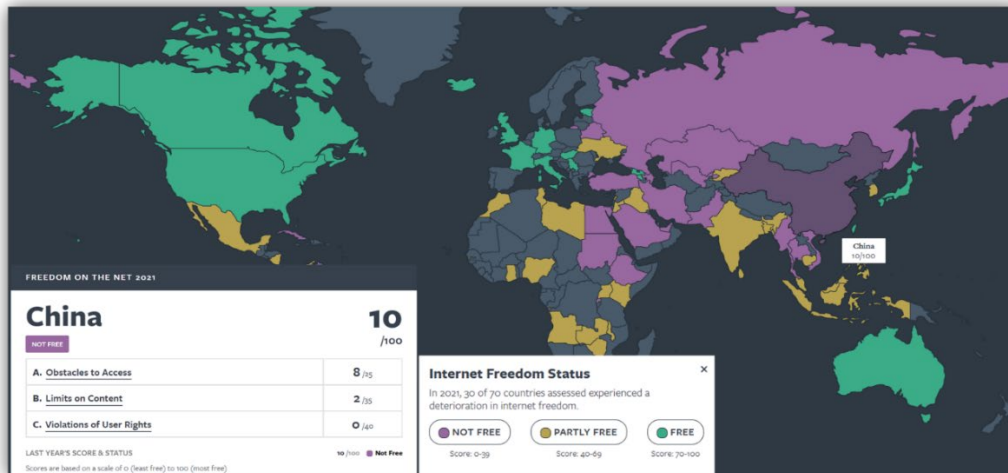 China
10/100
FREEDOM ON THE NET 2021
China
10
/100
NOT FREE
A. Obstacles to Access 8 /25
B. Limits on Content 2 /35
C. Violations of User Rights 0 /40
LAST YEAR'S SCORE & STATUS
10 /100 Not Free
Scores are based on a scale of 0 (least free) to 100 (most free)
Internet Freedom Status ×
In 2021, 30 of 70 countries assessed experienced a
deterioration in internet freedom.
NOT FREE PARTLY FREE FREE
Score: 0-39 Score: 40-69 Score: 70-100